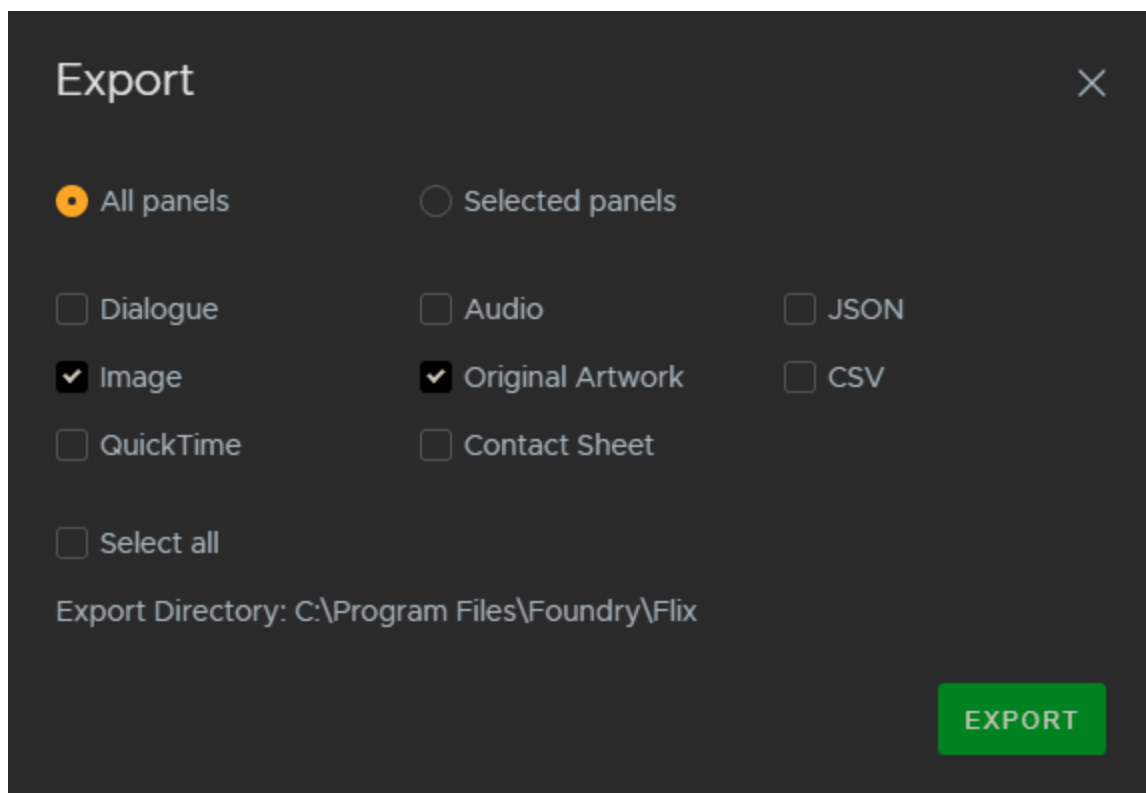 Export
All panels Selected panels
Dialogue Audio JSON
Image Original Artwork CSV
QuickTime Contact Sheet
Select all
Export Directory: C:\Program Files\Foundry\Flix
EXPORT